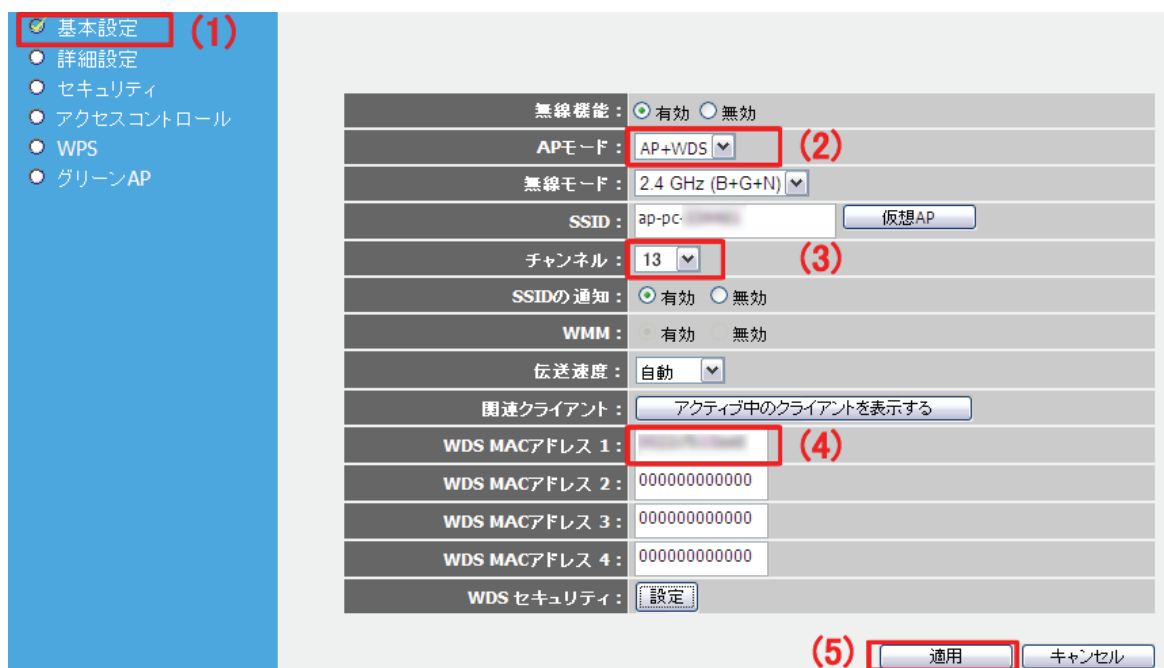 基本設定 (1)
詳細設定
セキュリティ
アクセスコントロール
WPS
グリーンAP
無線機能 : 有効 無効
APモード : AP+WDS (2)
無線モード : 2.4 GHz (B+G+N)
SSID : ap-pc- 仮想AP
チャンネル : 13 (3)
SSIDの通知 : 有効 無効
WMM : 有効 無効
伝送速度 : 自動
関連クライアント : アクティブ中のクライアントを表示する
WDS MACアドレス 1 : (4)
WDS MACアドレス 2 : 000000000000
WDS MACアドレス 3 : 000000000000
WDS MACアドレス 4 : 000000000000
WDS セキュリティ : 設定
(5) 適用 キャンセル